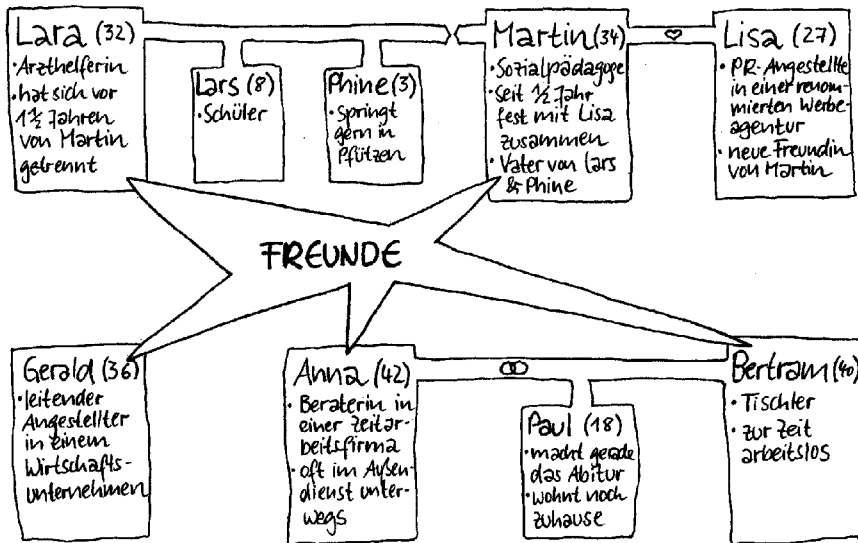 Lara (32)
• Arzthelferin
• hat sich vor
1½ Jahren
von Martin
getrennt
Lars (8)
• Schüler
Phine (3)
• Springt
gern in
Pfützen
Martin (34)
• Sozialpädagoge
• seit 1½ Jahr
fest mit Lisa
zusammen
• Vater von Lars
& Phine
Lisa (27)
• PR-Angestellte
in einer renom-
mierten Werbe-
agentur
• neue Freundin
von Martin
FREUNDE
Gerald (36)
• leitender
Angestellter
in einem
Wirtschafts-
unternehmen
Anna (42)
• Beraterin in
einer Zeitar-
beitsfirma
• oft im Außen-
dienst unter-
wegs
Paul (18)
• macht gerade
das Abitur
• wohnt noch
zuhause
Bertram (40)
• Tischler
• zur Zeit
arbeitslos